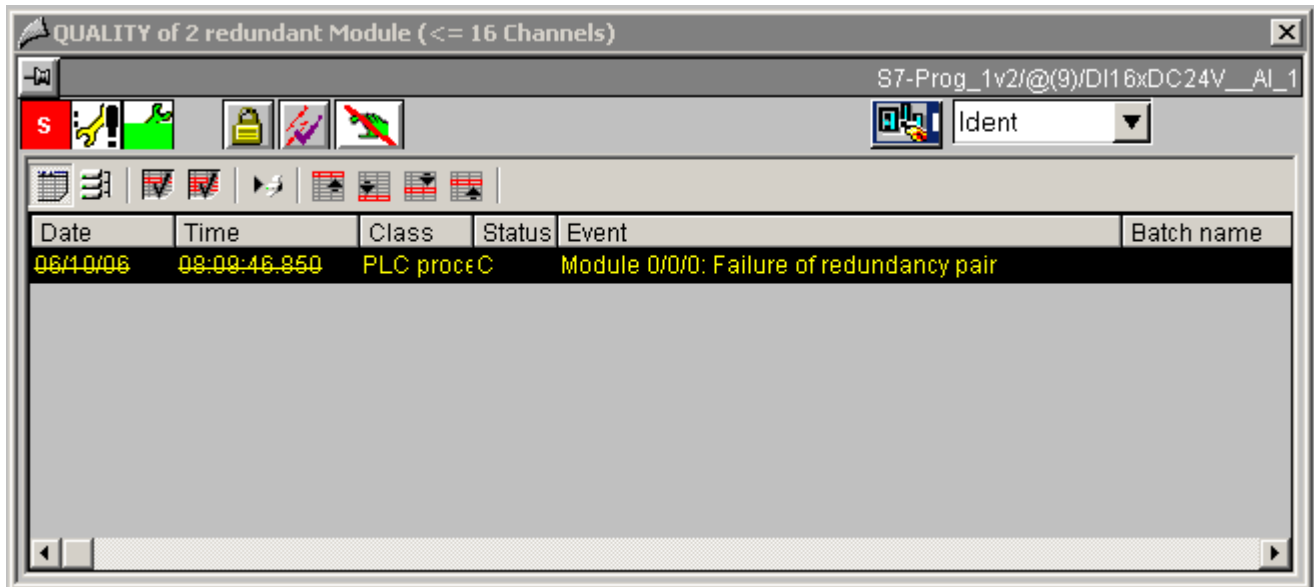 QUALITY of 2 redundant Module (<= 16 Channels)
S7-Prog_1v2/@(9)/DI16xDC24V__AI_1
S Ident
Date Time Class Status Event Batch name
06/10/06 08:09:46.850 PLC proce C Module 0/0/0: Failure of redundancy pair